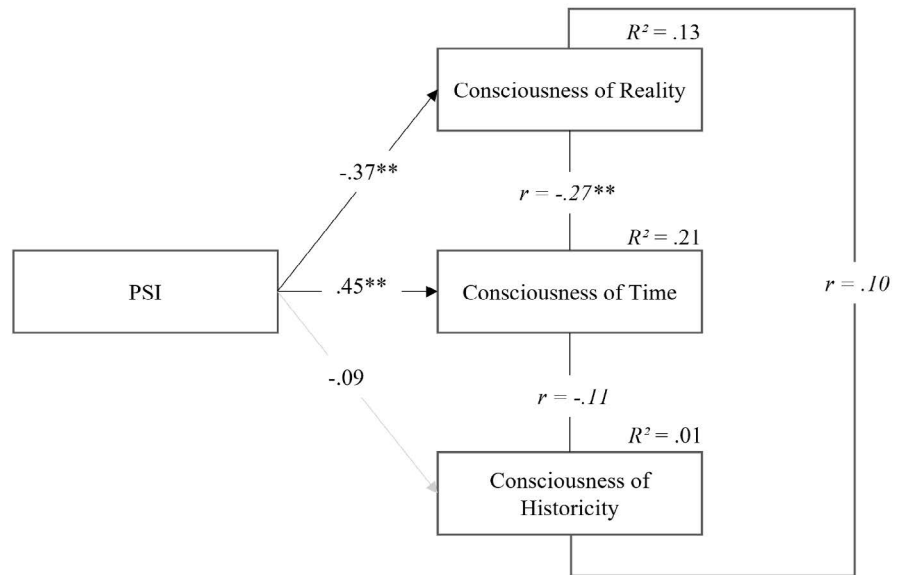 R² = .13
Consciousness of Reality
-.37**
r = -.27**
R² = .21
PSI
.45**
Consciousness of Time
r = .10
-.09
r = -.11
R² = .01
Consciousness of
Historicity